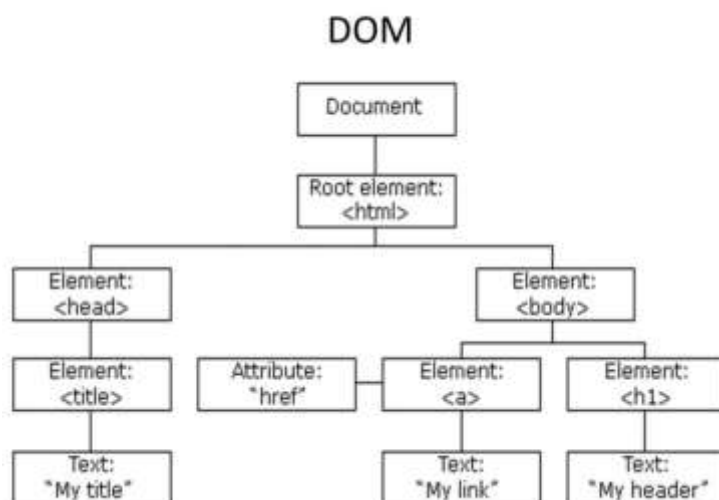 DOM
Document
Root element:
<html>
Element:
<head>
Element:
<body>
Element:
<title>
Attribute:
"href"
Element:
<a>
Element:
<h1>
Text:
"My title"
Text:
"My link"
Text:
"My header"